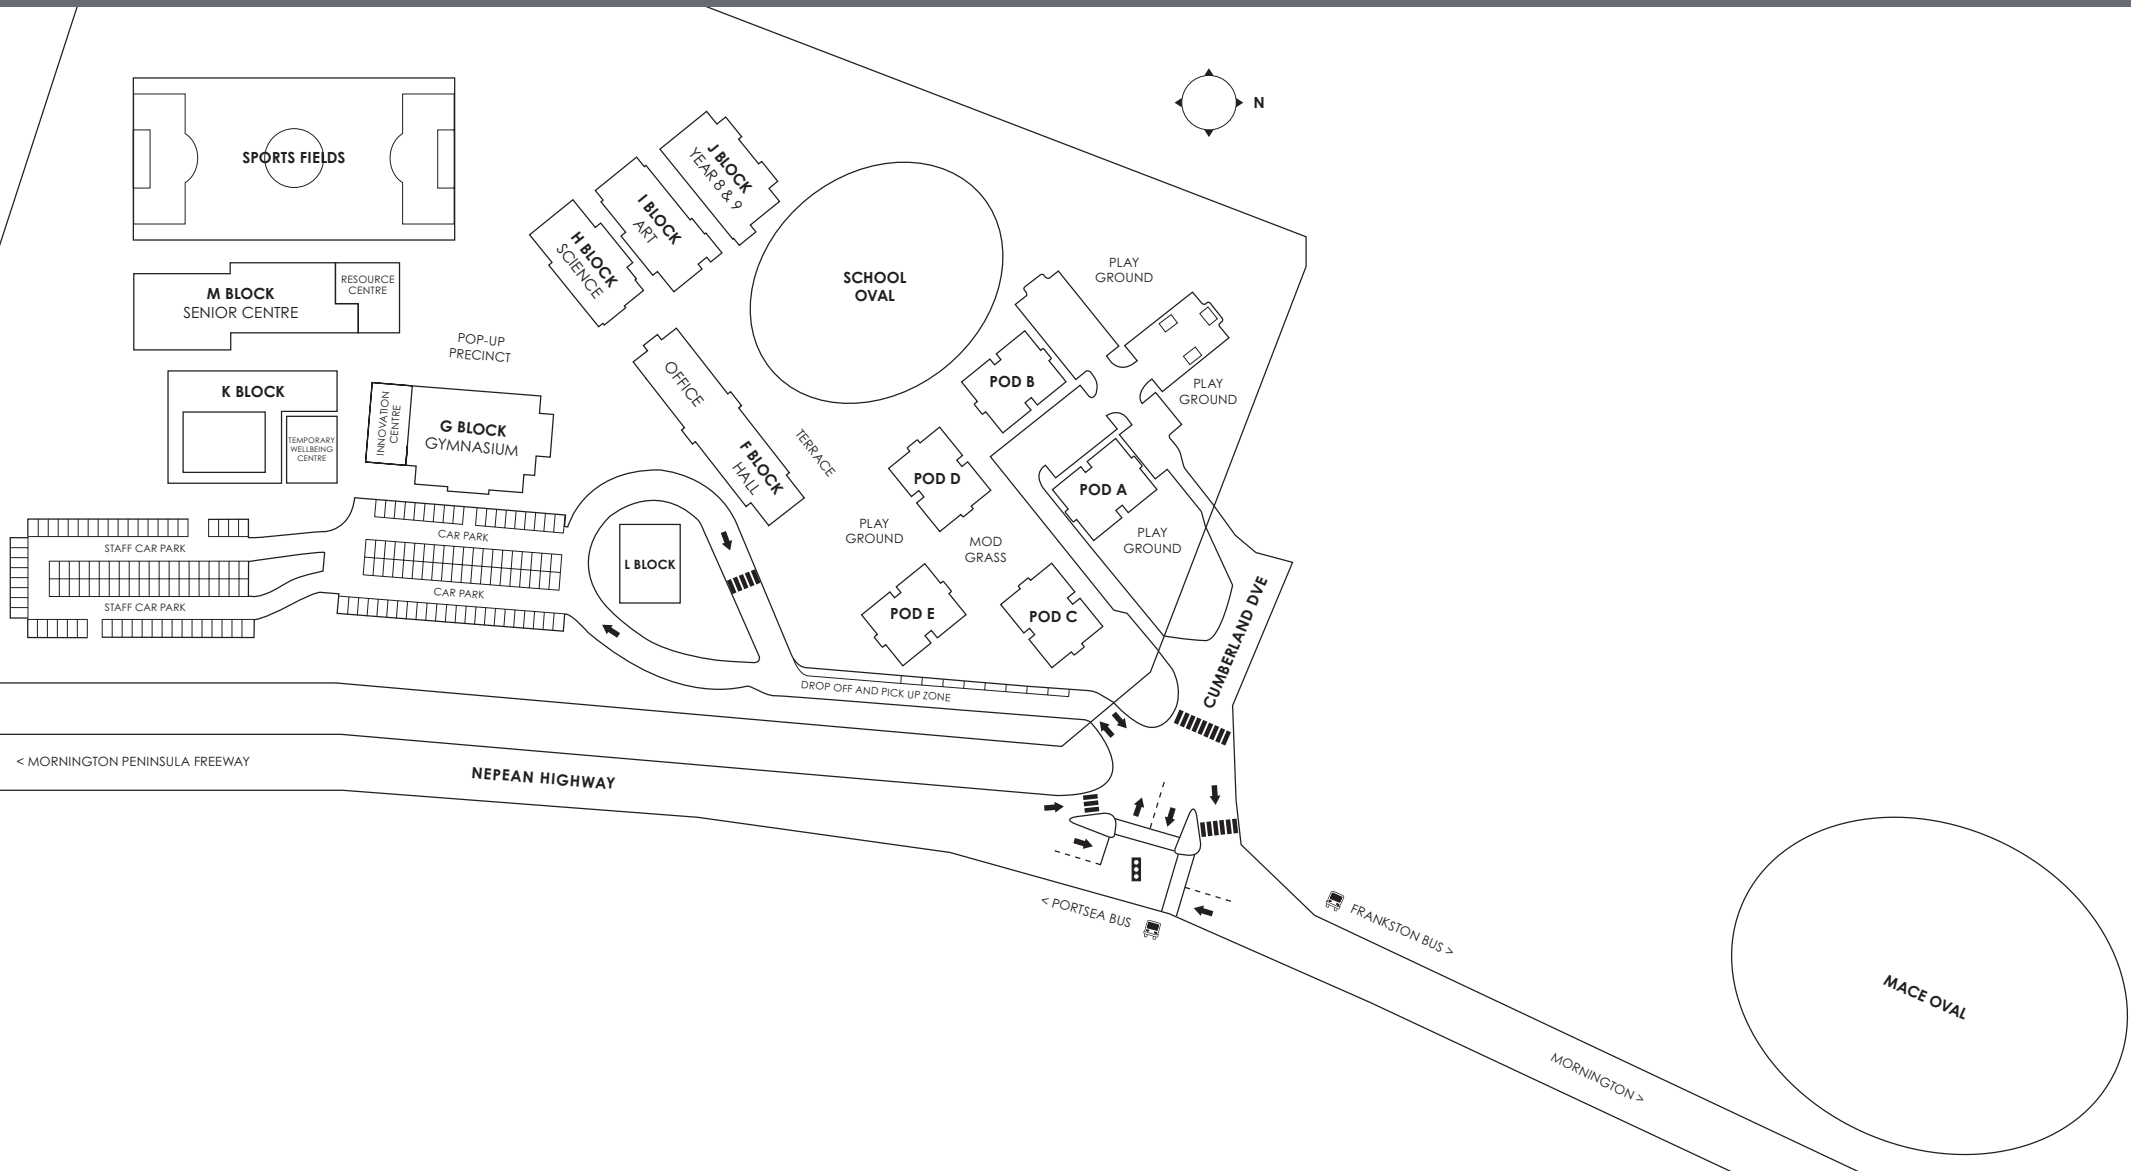 N
SPORTS FIELDS
J BLOCK
YEAR 8 & 9
I BLOCK
ART
H BLOCK
SCIENCE
SCHOOL
OVAL
PLAY
GROUND
M BLOCK
SENIOR CENTRE
RESOURCE
CENTRE
POP-UP
PRECINCT
OFFICE
F BLOCK
HALL
TERRACE
POD B
PLAY
GROUND
K BLOCK
TEMPORARY
WELLBEING
CENTRE
INNOVATION
CENTRE
G BLOCK
GYMNASIUM
POD D
POD A
PLAY
GROUND
MOD
GRASS
PLAY
GROUND
STAFF CAR PARK
CAR PARK
L BLOCK
STAFF CAR PARK
CAR PARK
POD E
POD C
CUMBERLAND DVE
DROP OFF AND PICK UP ZONE
< MORNINGTON PENINSULA FREEWAY
NEPEAN HIGHWAY
< PORTSEA BUS
FRANKSTON BUS >
MACE OVAL
MORNINGTON >